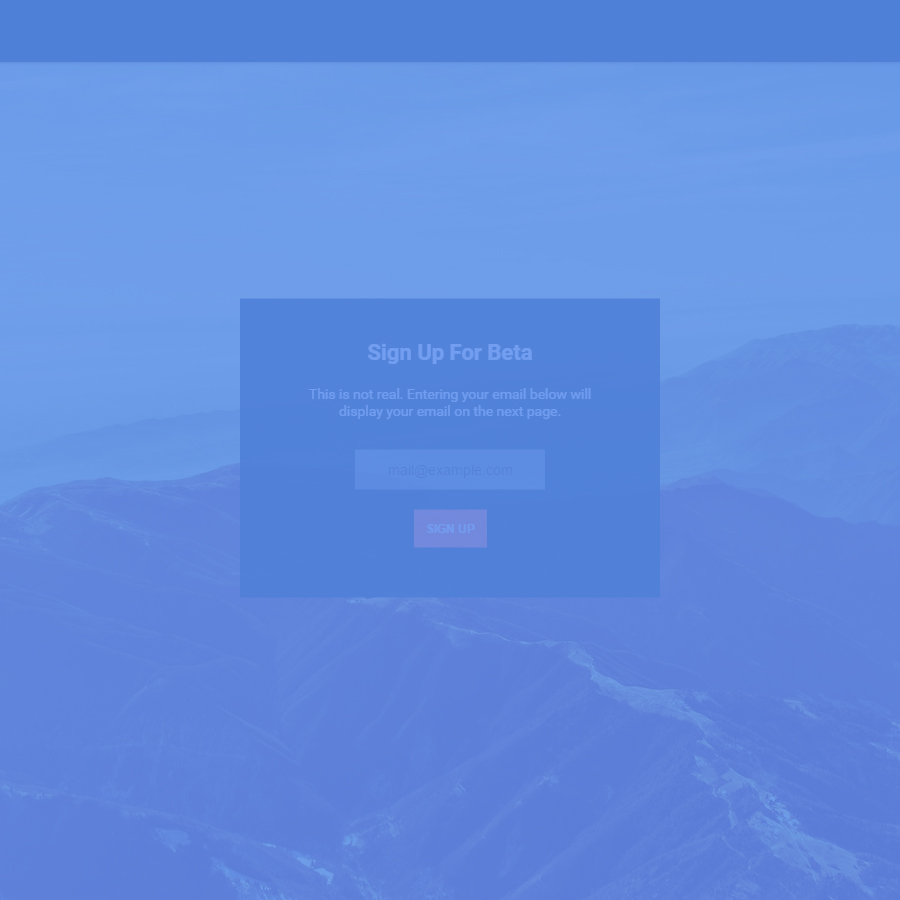 Sign Up For Beta
This is not real. Entering your email below will
display your email on the next page.
mail@example.com
SIGN UP